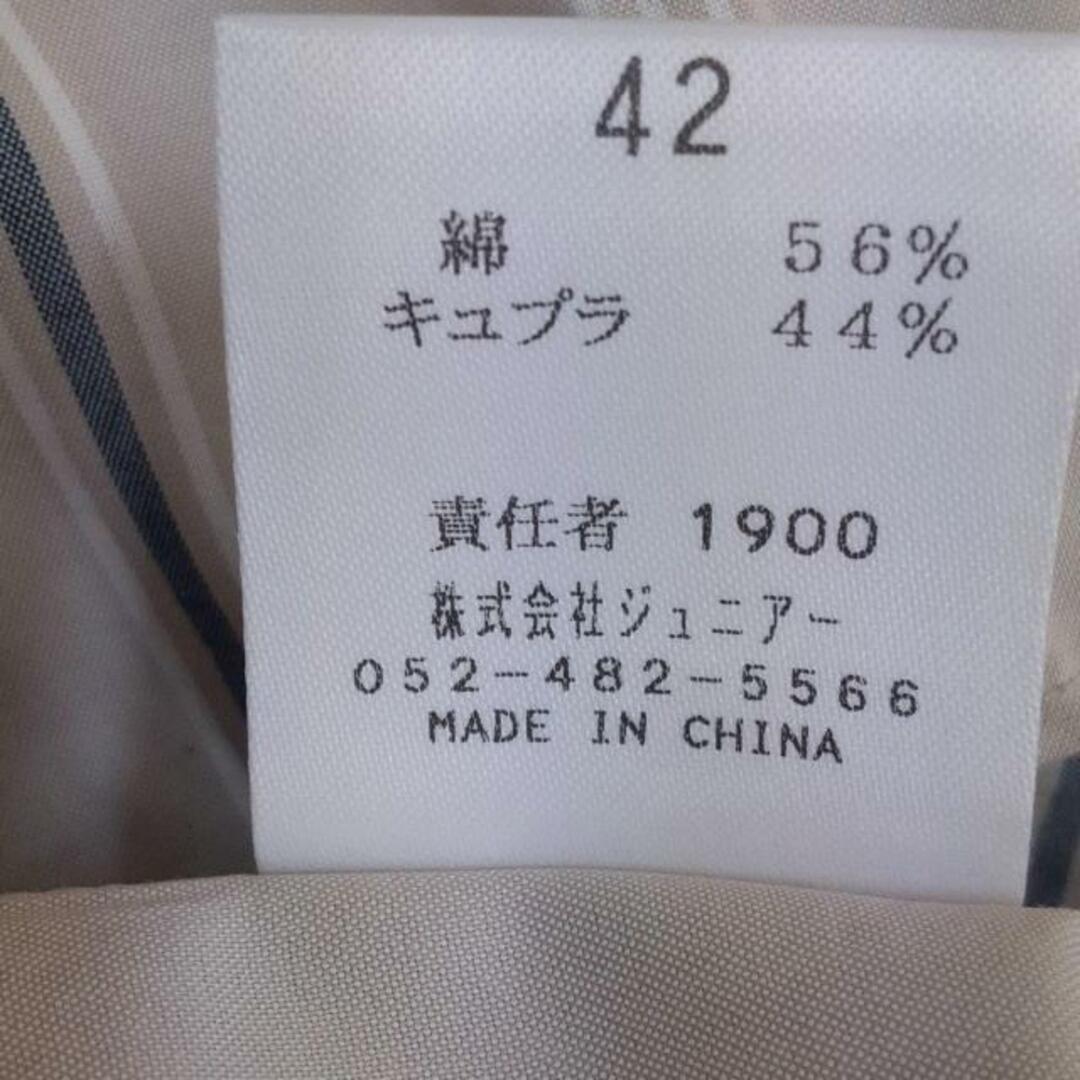 42
綿 56%
キュプラ 44%
責任者 1900
株式会社ジュニアー
052-482-5566
MADE IN CHINA